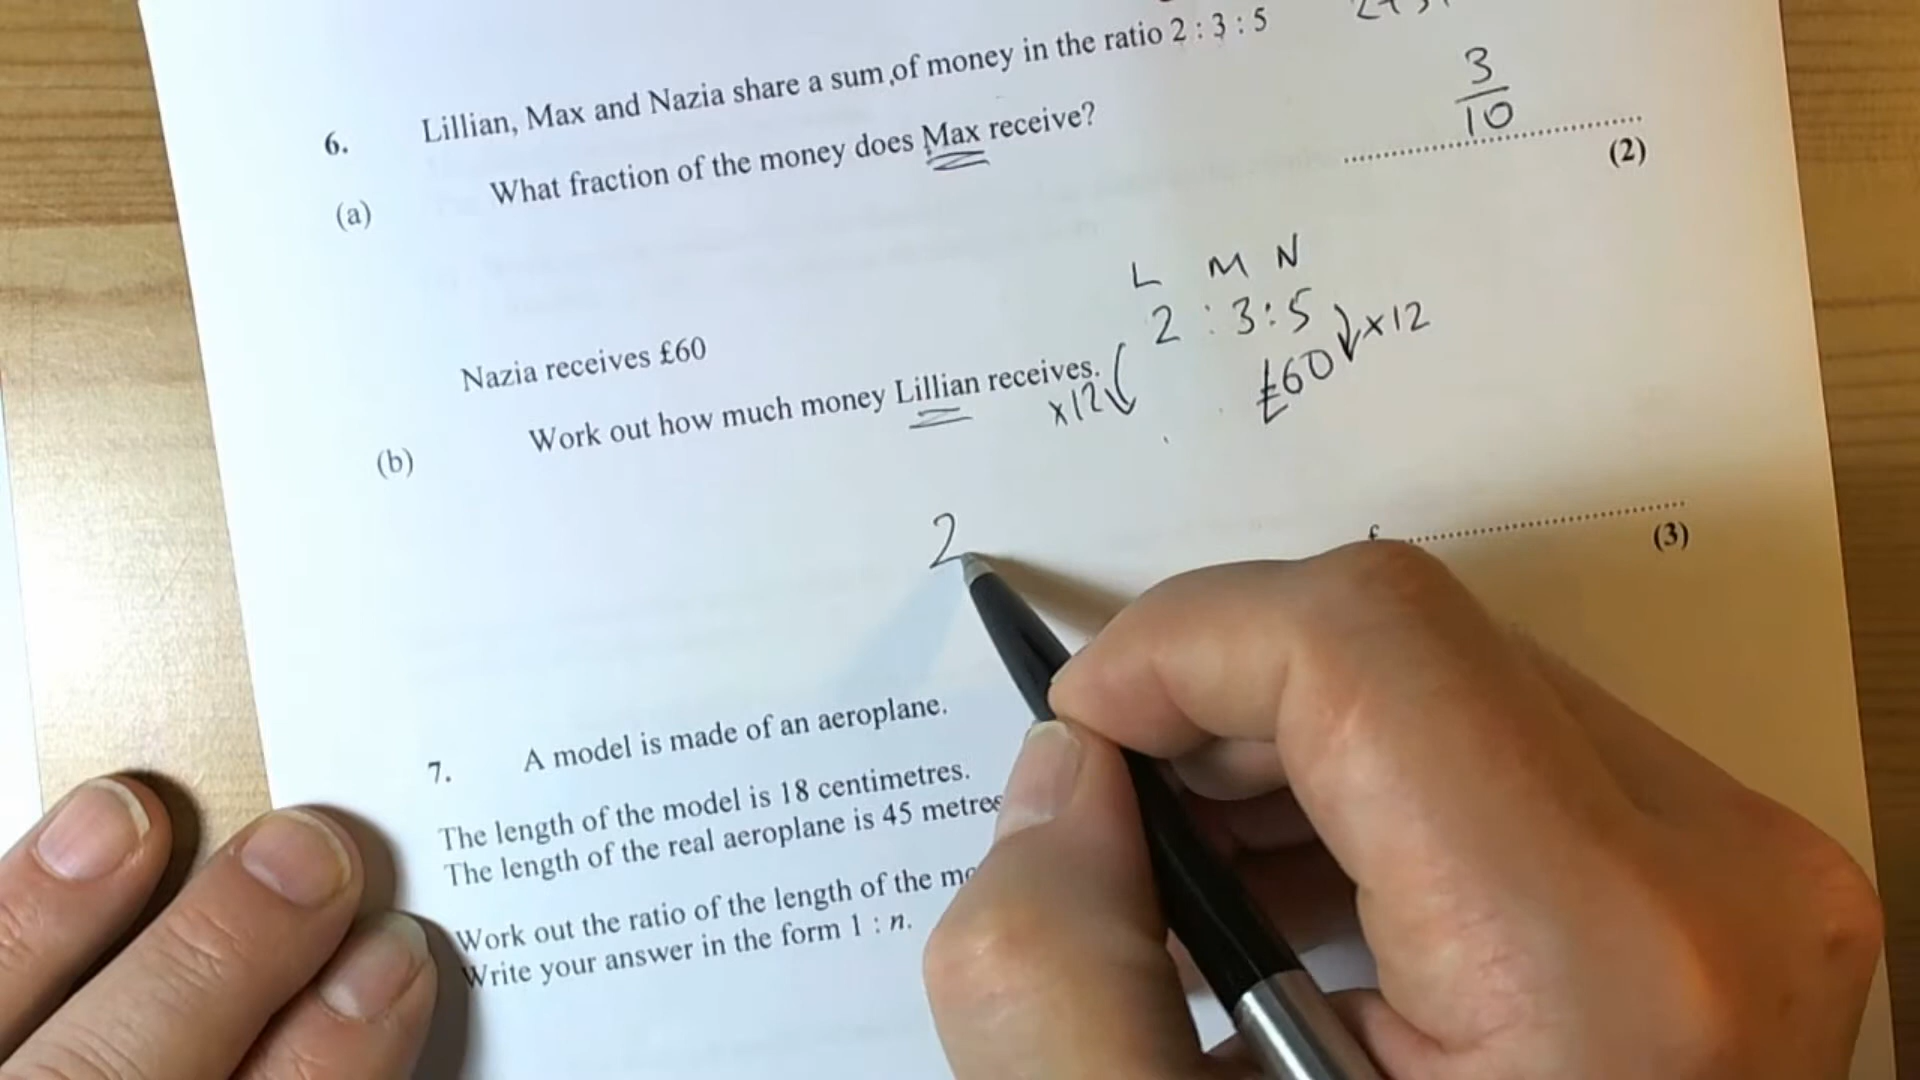 6. Lillian, Max and Nazia share a sum of money in the ratio 2 : 3 : 5
3
10
(a) What fraction of the money does Max receive?
(2)
L M N
2 : 3 : 5
×12
£60
Nazia receives £60
(b) Work out how much money Lillian receives.
×12
2
£
(3)
7. A model is made of an aeroplane.
The length of the model is 18 centimetres.
The length of the real aeroplane is 45 metres
Work out the ratio of the length of the
Write your answer in the form 1 : n.